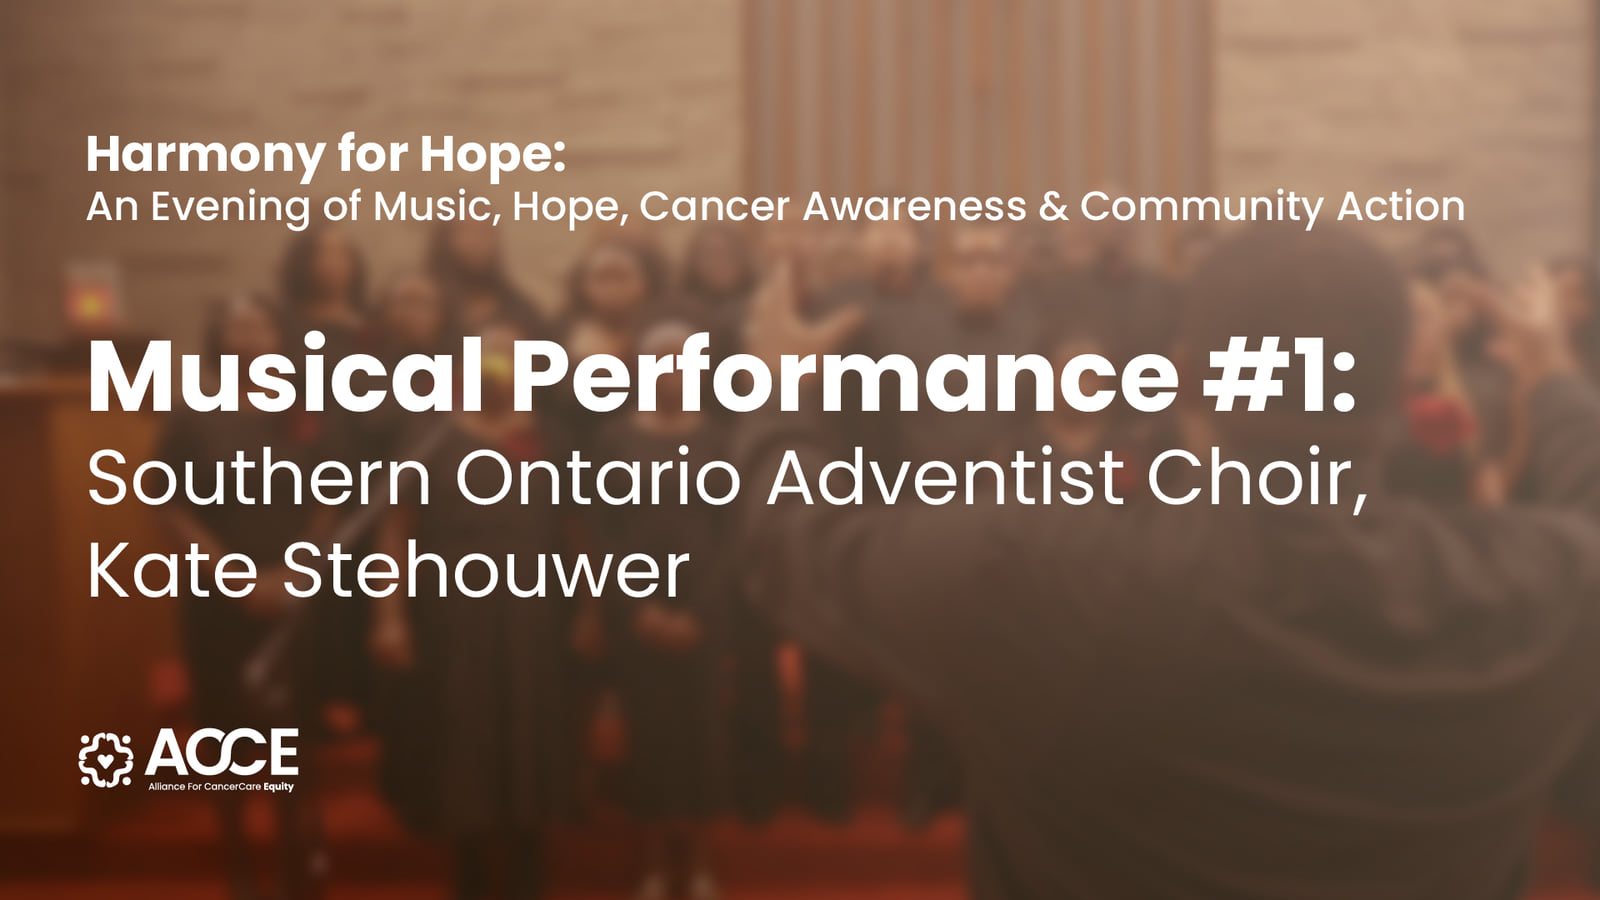 Harmony for Hope:
An Evening of Music, Hope, Cancer Awareness & Community Action
Musical Performance #1:
Southern Ontario Adventist Choir,
Kate Stehouwer
ACCE
Alliance For CancerCare Equity